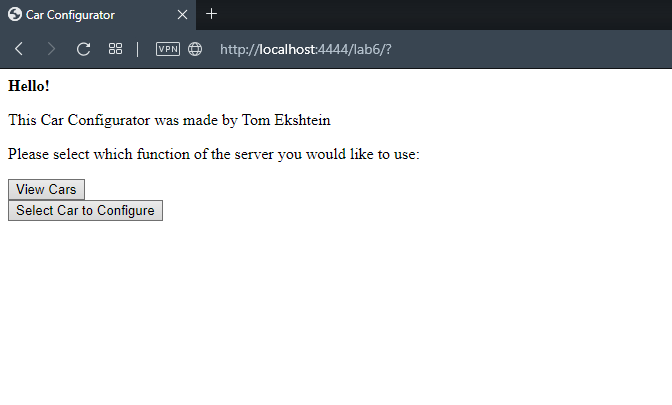 Car Configurator
VPN
http://localhost:4444/lab6/?
Hello!
This Car Configurator was made by Tom Ekshtein
Please select which function of the server you would like to use:
View Cars
Select Car to Configure